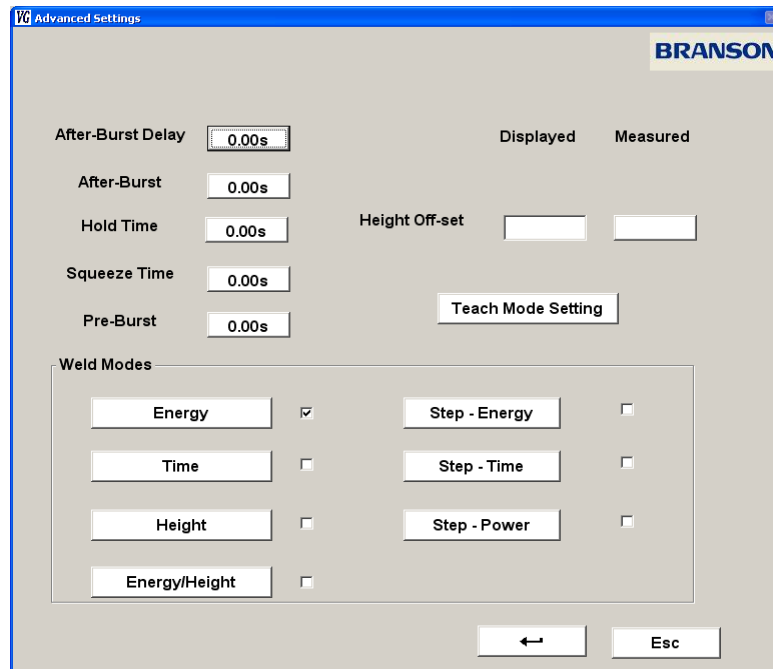 VG Advanced Settings
BRANSON
After-Burst Delay 0.00s Displayed Measured
After-Burst 0.00s
Hold Time 0.00s Height Off-set
Squeeze Time 0.00s
Teach Mode Setting
Pre-Burst 0.00s
Weld Modes
Energy Step - Energy
Time Step - Time
Height Step - Power
Energy/Height
Esc